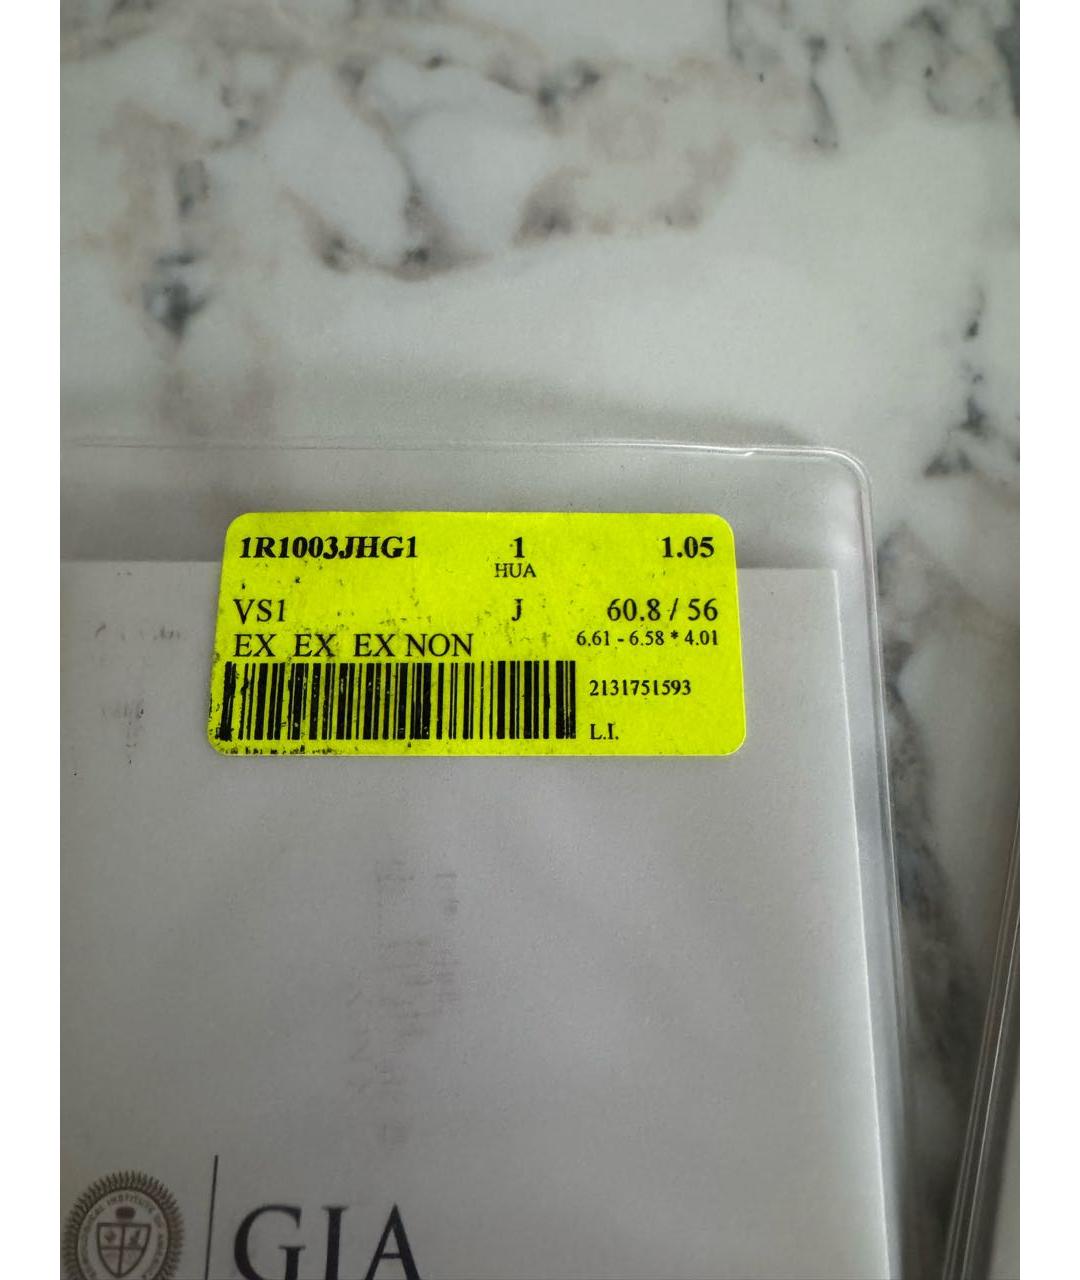 1R1003JHG1 1 1.05
HUA
VS1 J 60.8 / 56
EX EX EX NON 6.61 - 6.58 * 4.01
2131751593
L.I.
GIA